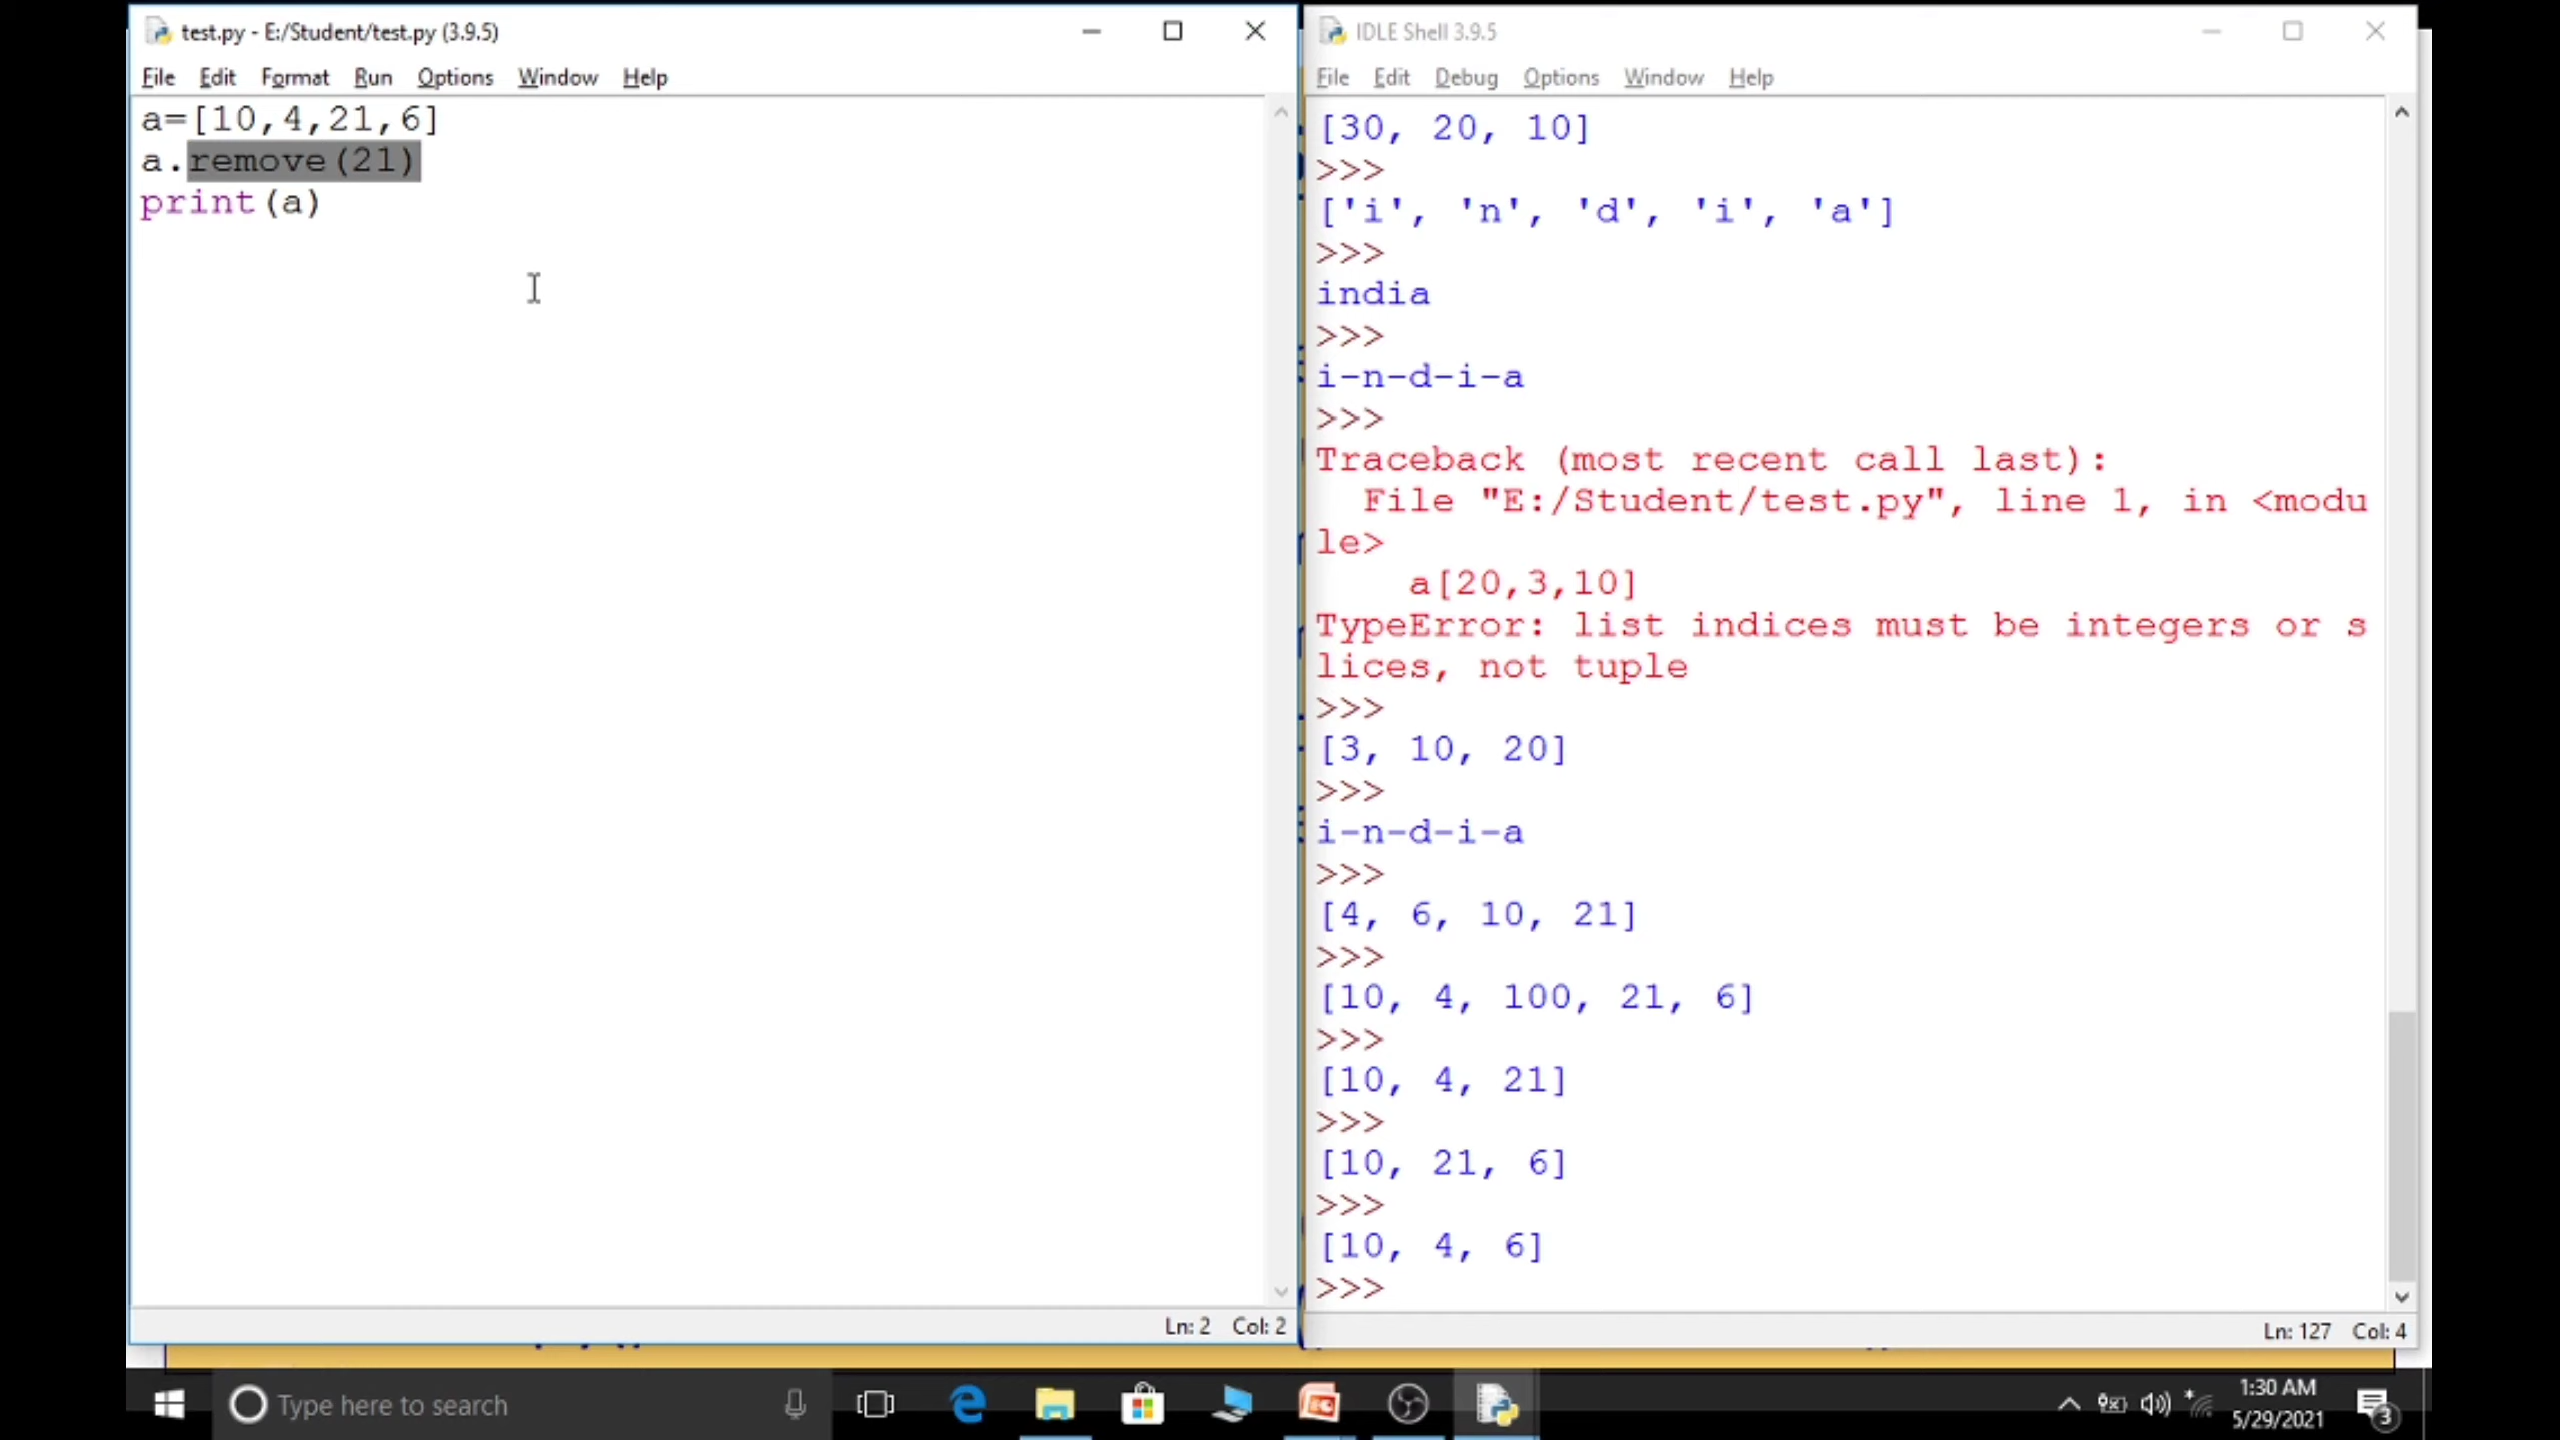 test.py - E:/Student/test.py (3.9.5)
File Edit Format Run Options Window Help
a=[10,4,21,6]
a.remove(21)
print(a)
Ln: 2 Col: 2
IDLE Shell 3.9.5
File Edit Debug Options Window Help
[30, 20, 10]
>>>
['i', 'n', 'd', 'i', 'a']
>>>
india
>>>
i-n-d-i-a
>>>
Traceback (most recent call last):
File "E:/Student/test.py", line 1, in <modu
le>
a[20,3,10]
TypeError: list indices must be integers or s
lices, not tuple
>>>
[3, 10, 20]
>>>
i-n-d-i-a
>>>
[4, 6, 10, 21]
>>>
[10, 4, 100, 21, 6]
>>>
[10, 4, 21]
>>>
[10, 21, 6]
>>>
[10, 4, 6]
>>>
Ln: 127 Col: 4
Type here to search
1:30 AM
5/29/2021
3